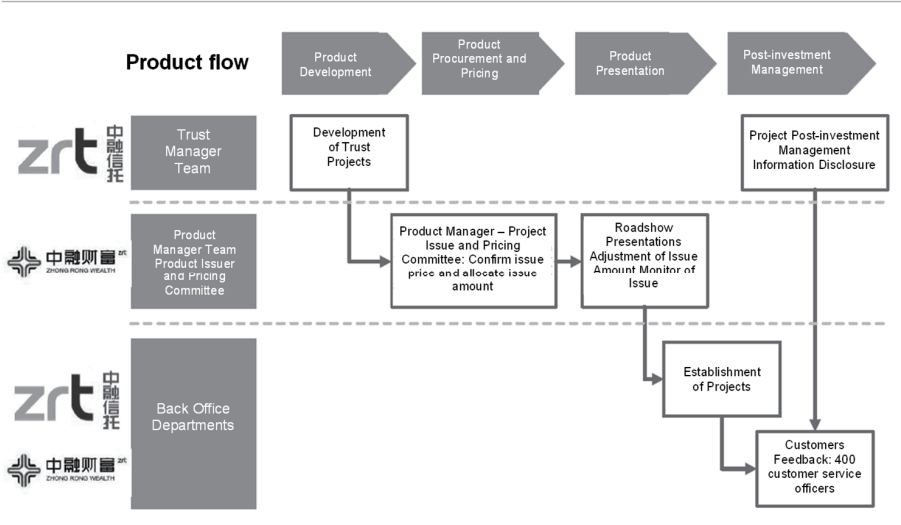 Product flow
Product
Development
Product
Procurement and
Pricing
Product
Presentation
Post-investment
Management
zrt
中融信托
Trust
Manager
Team
Development
of Trust
Projects
Project Post-investment
Management
Information Disclosure
中融财富 zrt
ZHONG RONG WEALTH
Product
Manager Team
Product Issuer
and Pricing
Committee
Product Manager – Project
Issue and Pricing
Committee: Confirm issue
price and allocate issue
amount
Roadshow
Presentations
Adjustment of Issue
Amount Monitor of
Issue
zrt
中融信托
中融财富 zrt
ZHONG RONG WEALTH
Back Office
Departments
Establishment
of Projects
Customers
Feedback: 400
customer service
officers